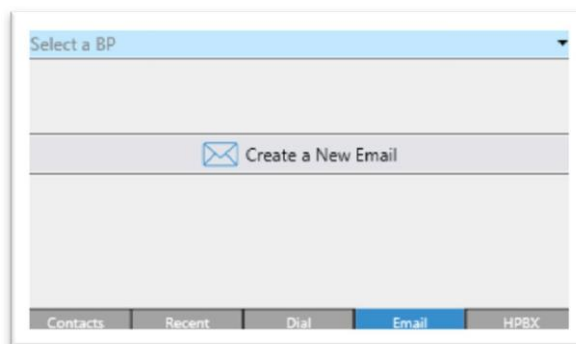 Select a BP
Create a New Email
Contacts Recent Dial Email HPBX